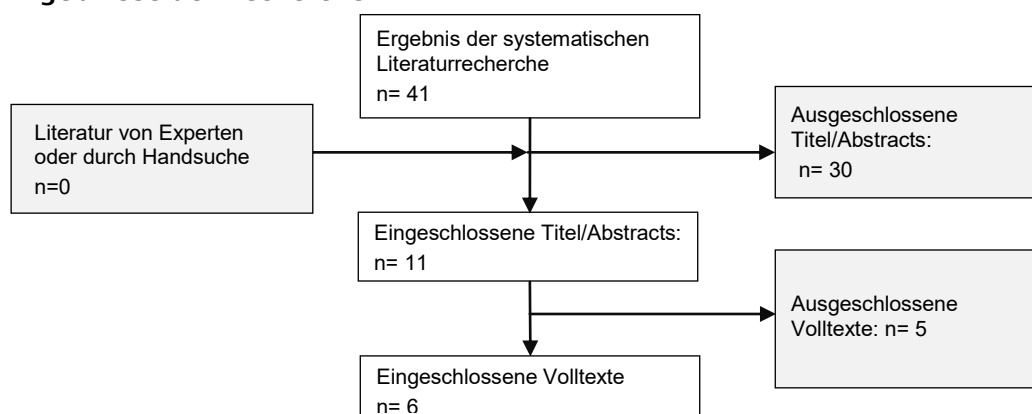 Ergebnis der systematischen
Literaturrecherche
n= 41
Literatur von Experten
oder durch Handsuche
n=0
Ausgeschlossene
Titel/Abstracts:
n= 30
Eingeschlossene Titel/Abstracts:
n= 11
Ausgeschlossene
Volltexte: n= 5
Eingeschlossene Volltexte
n= 6